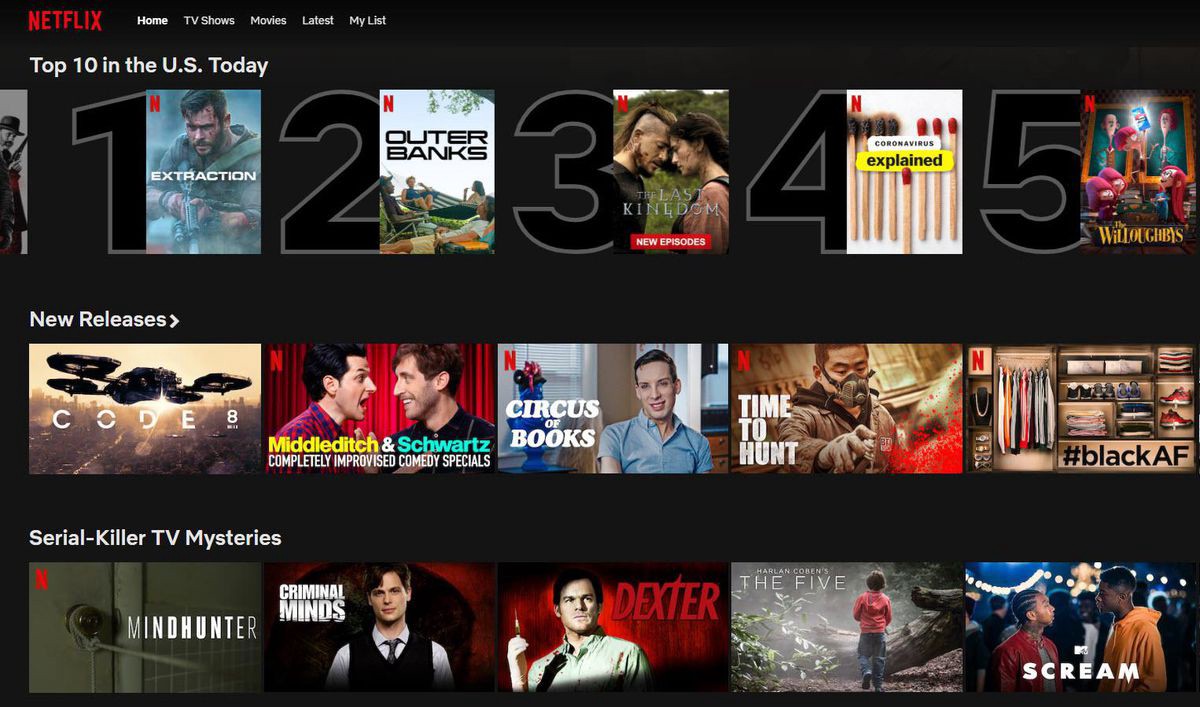 NETFLIX
Home
TV Shows
Movies
Latest
My List
Top 10 in the U.S. Today
1
N
EXTRACTION
2
N
OUTER
BANKS
3
N
THE LAST
KINGDOM
NEW EPISODES
4
N
CORONAVIRUS
explained
5
N
The
WILLOUGHBYS
New Releases
CODE 8
N
Middleditch & Schwartz
COMPLETELY IMPROVISED COMEDY SPECIALS
N
CIRCUS
OF
BOOKS
N
TIME
TO
HUNT
N
#blackAF
Serial-Killer TV Mysteries
N
MINDHUNTER
CRIMINAL
MINDS
DEXTER
HARLAN COBEN'S
THE FIVE
MTV
SCREAM